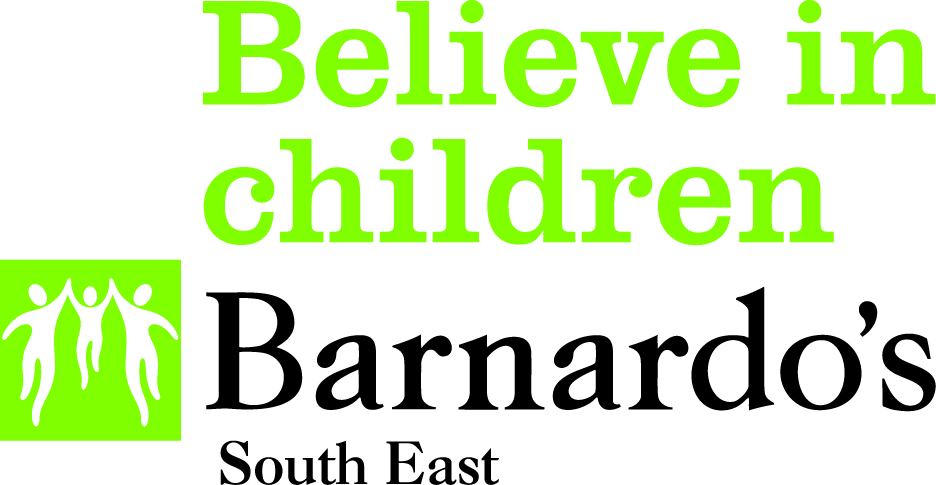 Believe in
children
Barnardo’s
South East